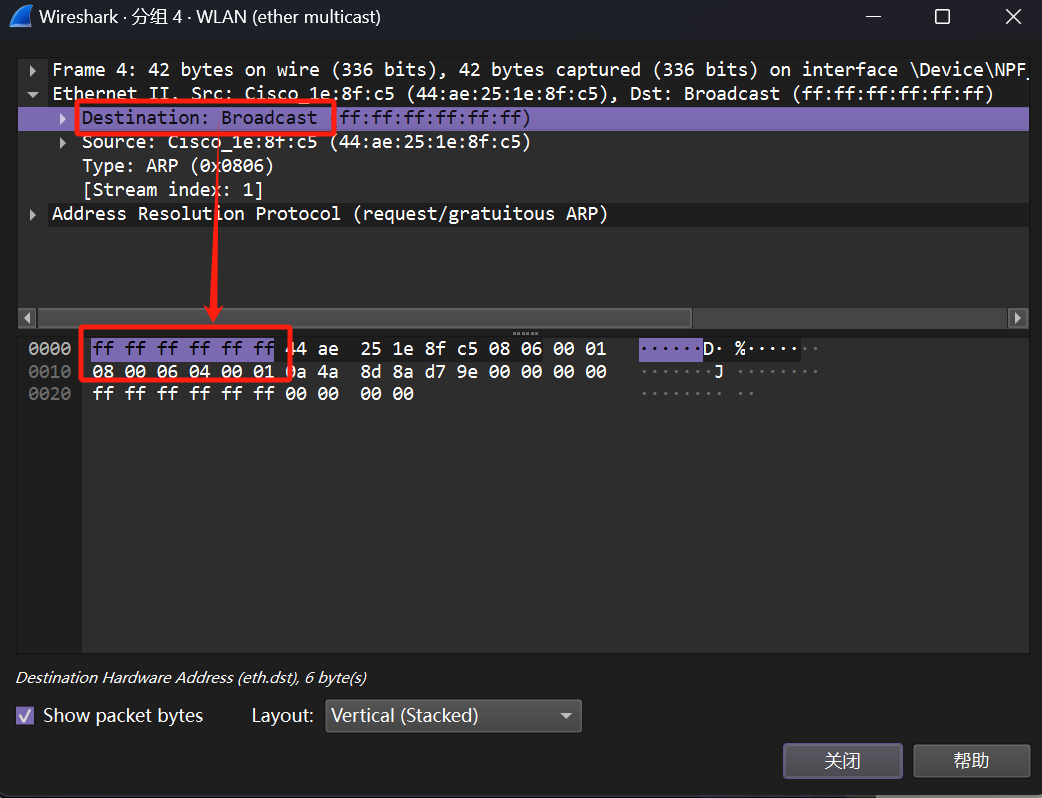 Wireshark · 分组 4 · WLAN (ether multicast)
Frame 4: 42 bytes on wire (336 bits), 42 bytes captured (336 bits) on interface \Device\NPF_
Ethernet II, Src: Cisco_1e:8f:c5 (44:ae:25:1e:8f:c5), Dst: Broadcast (ff:ff:ff:ff:ff:ff)
Destination: Broadcast (ff:ff:ff:ff:ff:ff)
Source: Cisco_1e:8f:c5 (44:ae:25:1e:8f:c5)
Type: ARP (0x0806)
[Stream index: 1]
Address Resolution Protocol (request/gratuitous ARP)
0000 ff ff ff ff ff ff 44 ae 25 1e 8f c5 08 06 00 01 ······D· %·······
0010 08 00 06 04 00 01 0a 4a 8d 8a d7 9e 00 00 00 00 ·······J ········
0020 ff ff ff ff ff ff 00 00 00 00 ········ ··
Destination Hardware Address (eth.dst), 6 byte(s)
Show packet bytes Layout: Vertical (Stacked)
关闭 帮助